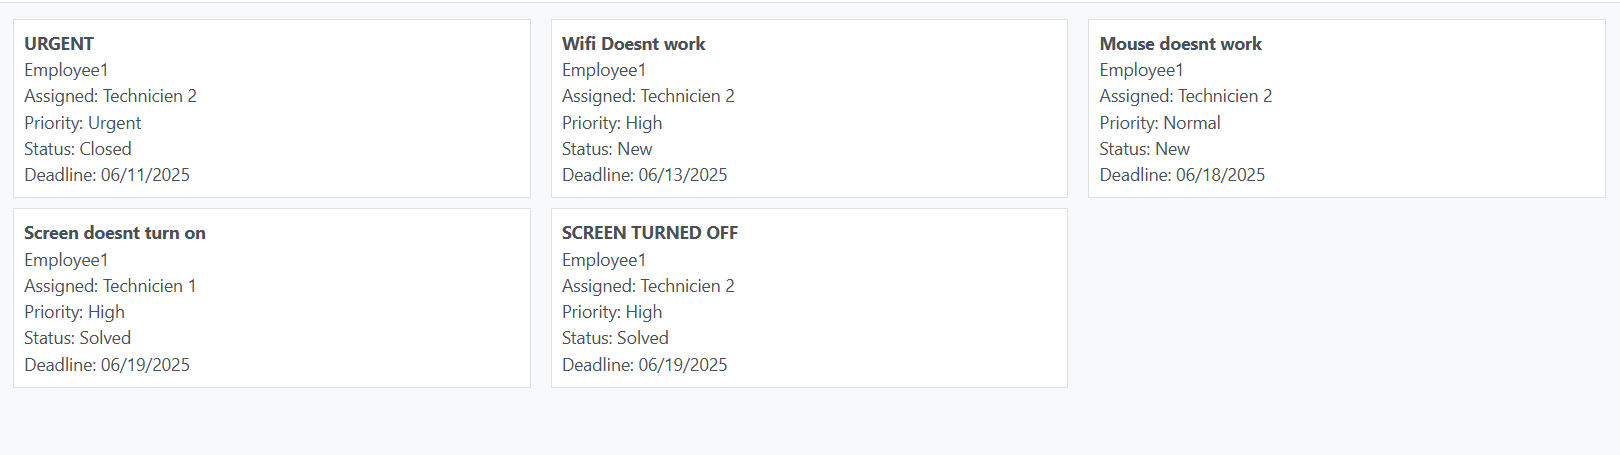 URGENT
Employee1
Assigned: Technicien 2
Priority: Urgent
Status: Closed
Deadline: 06/11/2025
Wifi Doesnt work
Employee1
Assigned: Technicien 2
Priority: High
Status: New
Deadline: 06/13/2025
Mouse doesnt work
Employee1
Assigned: Technicien 2
Priority: Normal
Status: New
Deadline: 06/18/2025
Screen doesnt turn on
Employee1
Assigned: Technicien 1
Priority: High
Status: Solved
Deadline: 06/19/2025
SCREEN TURNED OFF
Employee1
Assigned: Technicien 2
Priority: High
Status: Solved
Deadline: 06/19/2025